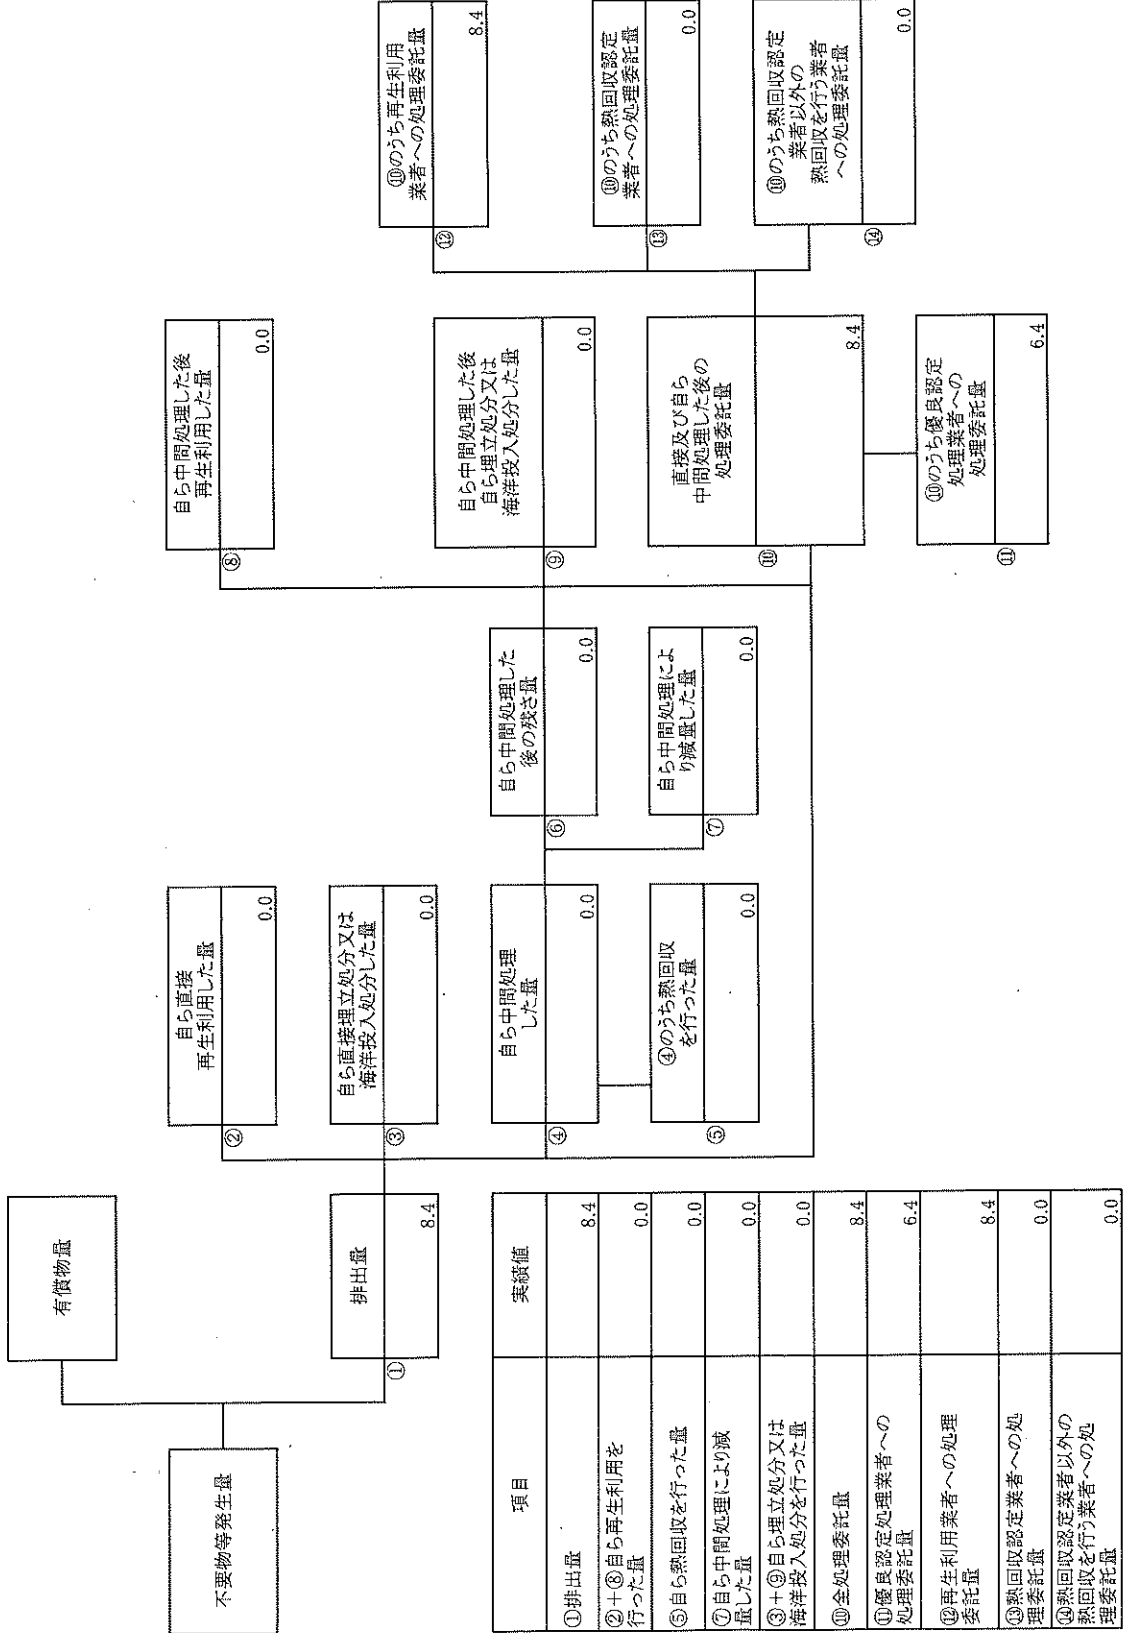 不要物等発生量
有償物量
排出量
①
8.4
自ら直接
再生利用した量
②
0.0
自ら直接埋立処分又は
海洋投入処分した量
③
0.0
自ら中間処理
した量
④
0.0
④のうち熱回収
を行った量
⑤
0.0
自ら中間処理した
後の残さ量
⑥
0.0
自ら中間処理によ
り減量した量
⑦
0.0
自ら中間処理した後
再生利用した量
⑧
0.0
自ら中間処理した後
自ら埋立処分又は
海洋投入処分した量
⑨
0.0
直接及び自ら
中間処理した後の
処理委託量
⑩
8.4
⑩のうち優良認定
処理業者への
処理委託量
⑪
6.4
⑩のうち再生利用
業者への処理委託量
⑫
8.4
⑩のうち熱回収認定
業者への処理委託量
⑬
0.0
⑩のうち熱回収認定
業者以外の
熱回収を行う業者
への処理委託量
⑭
0.0
項目 実績値
①排出量 8.4
②+⑧自ら再生利用を
行った量 0.0
⑤自ら熱回収を行った量 0.0
⑦自ら中間処理により減
量した量 0.0
③+⑨自ら埋立処分又は
海洋投入処分を行った量 0.0
⑩全処理委託量 8.4
⑪優良認定処理業者への
処理委託量 6.4
⑫再生利用業者への処理
委託量 8.4
⑬熱回収認定業者への処
理委託量 0.0
⑭熱回収認定業者以外の
熱回収を行う業者への処
理委託量 0.0